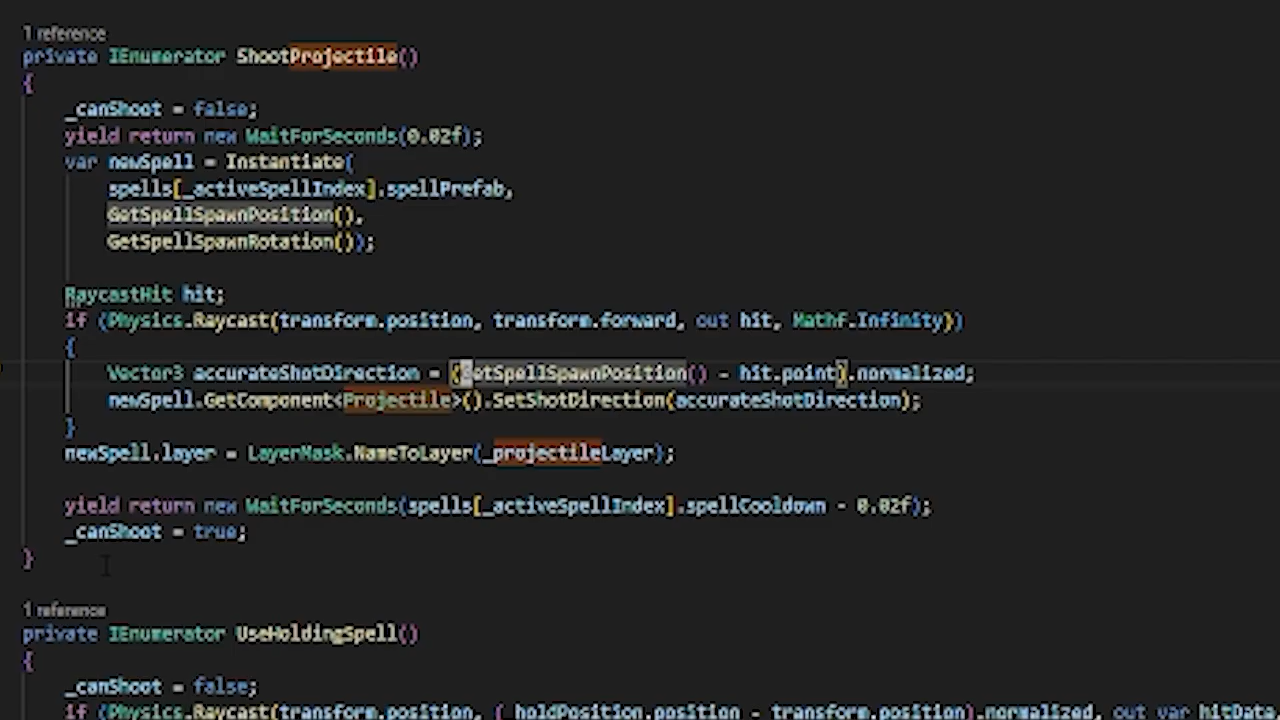 1 reference
private IEnumerator ShootProjectile()
{
_canShoot = false;
yield return new WaitForSeconds(0.02f);
var newSpell = Instantiate(
spells[_activeSpellIndex].spellPrefab,
GetSpellSpawnPosition(),
GetSpellSpawnRotation());
RaycastHit hit;
if (Physics.Raycast(transform.position, transform.forward, out hit, Mathf.Infinity))
{
Vector3 accurateShotDirection = (GetSpellSpawnPosition() - hit.point).normalized;
newSpell.GetComponent<Projectile>().SetShotDirection(accurateShotDirection);
}
newSpell.layer = LayerMask.NameToLayer(_projectileLayer);
yield return new WaitForSeconds(spells[_activeSpellIndex].spellCooldown - 0.02f);
_canShoot = true;
}
1 reference
private IEnumerator UseHoldingSpell()
{
_canShoot = false;
if (Physics.Raycast(transform.position, (_holdPosition.position - transform.position).normalized, out var hitData